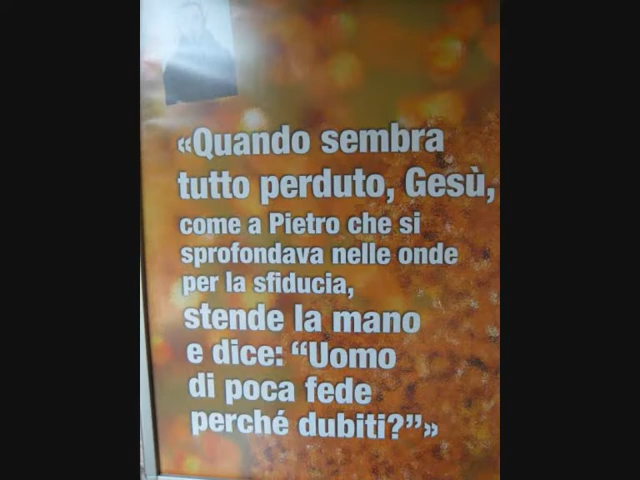 «Quando sembra
tutto perduto, Gesù,
come a Pietro che si
sprofondava nelle onde
per la sfiducia,
stende la mano
e dice: “Uomo
di poca fede
perché dubiti?”»